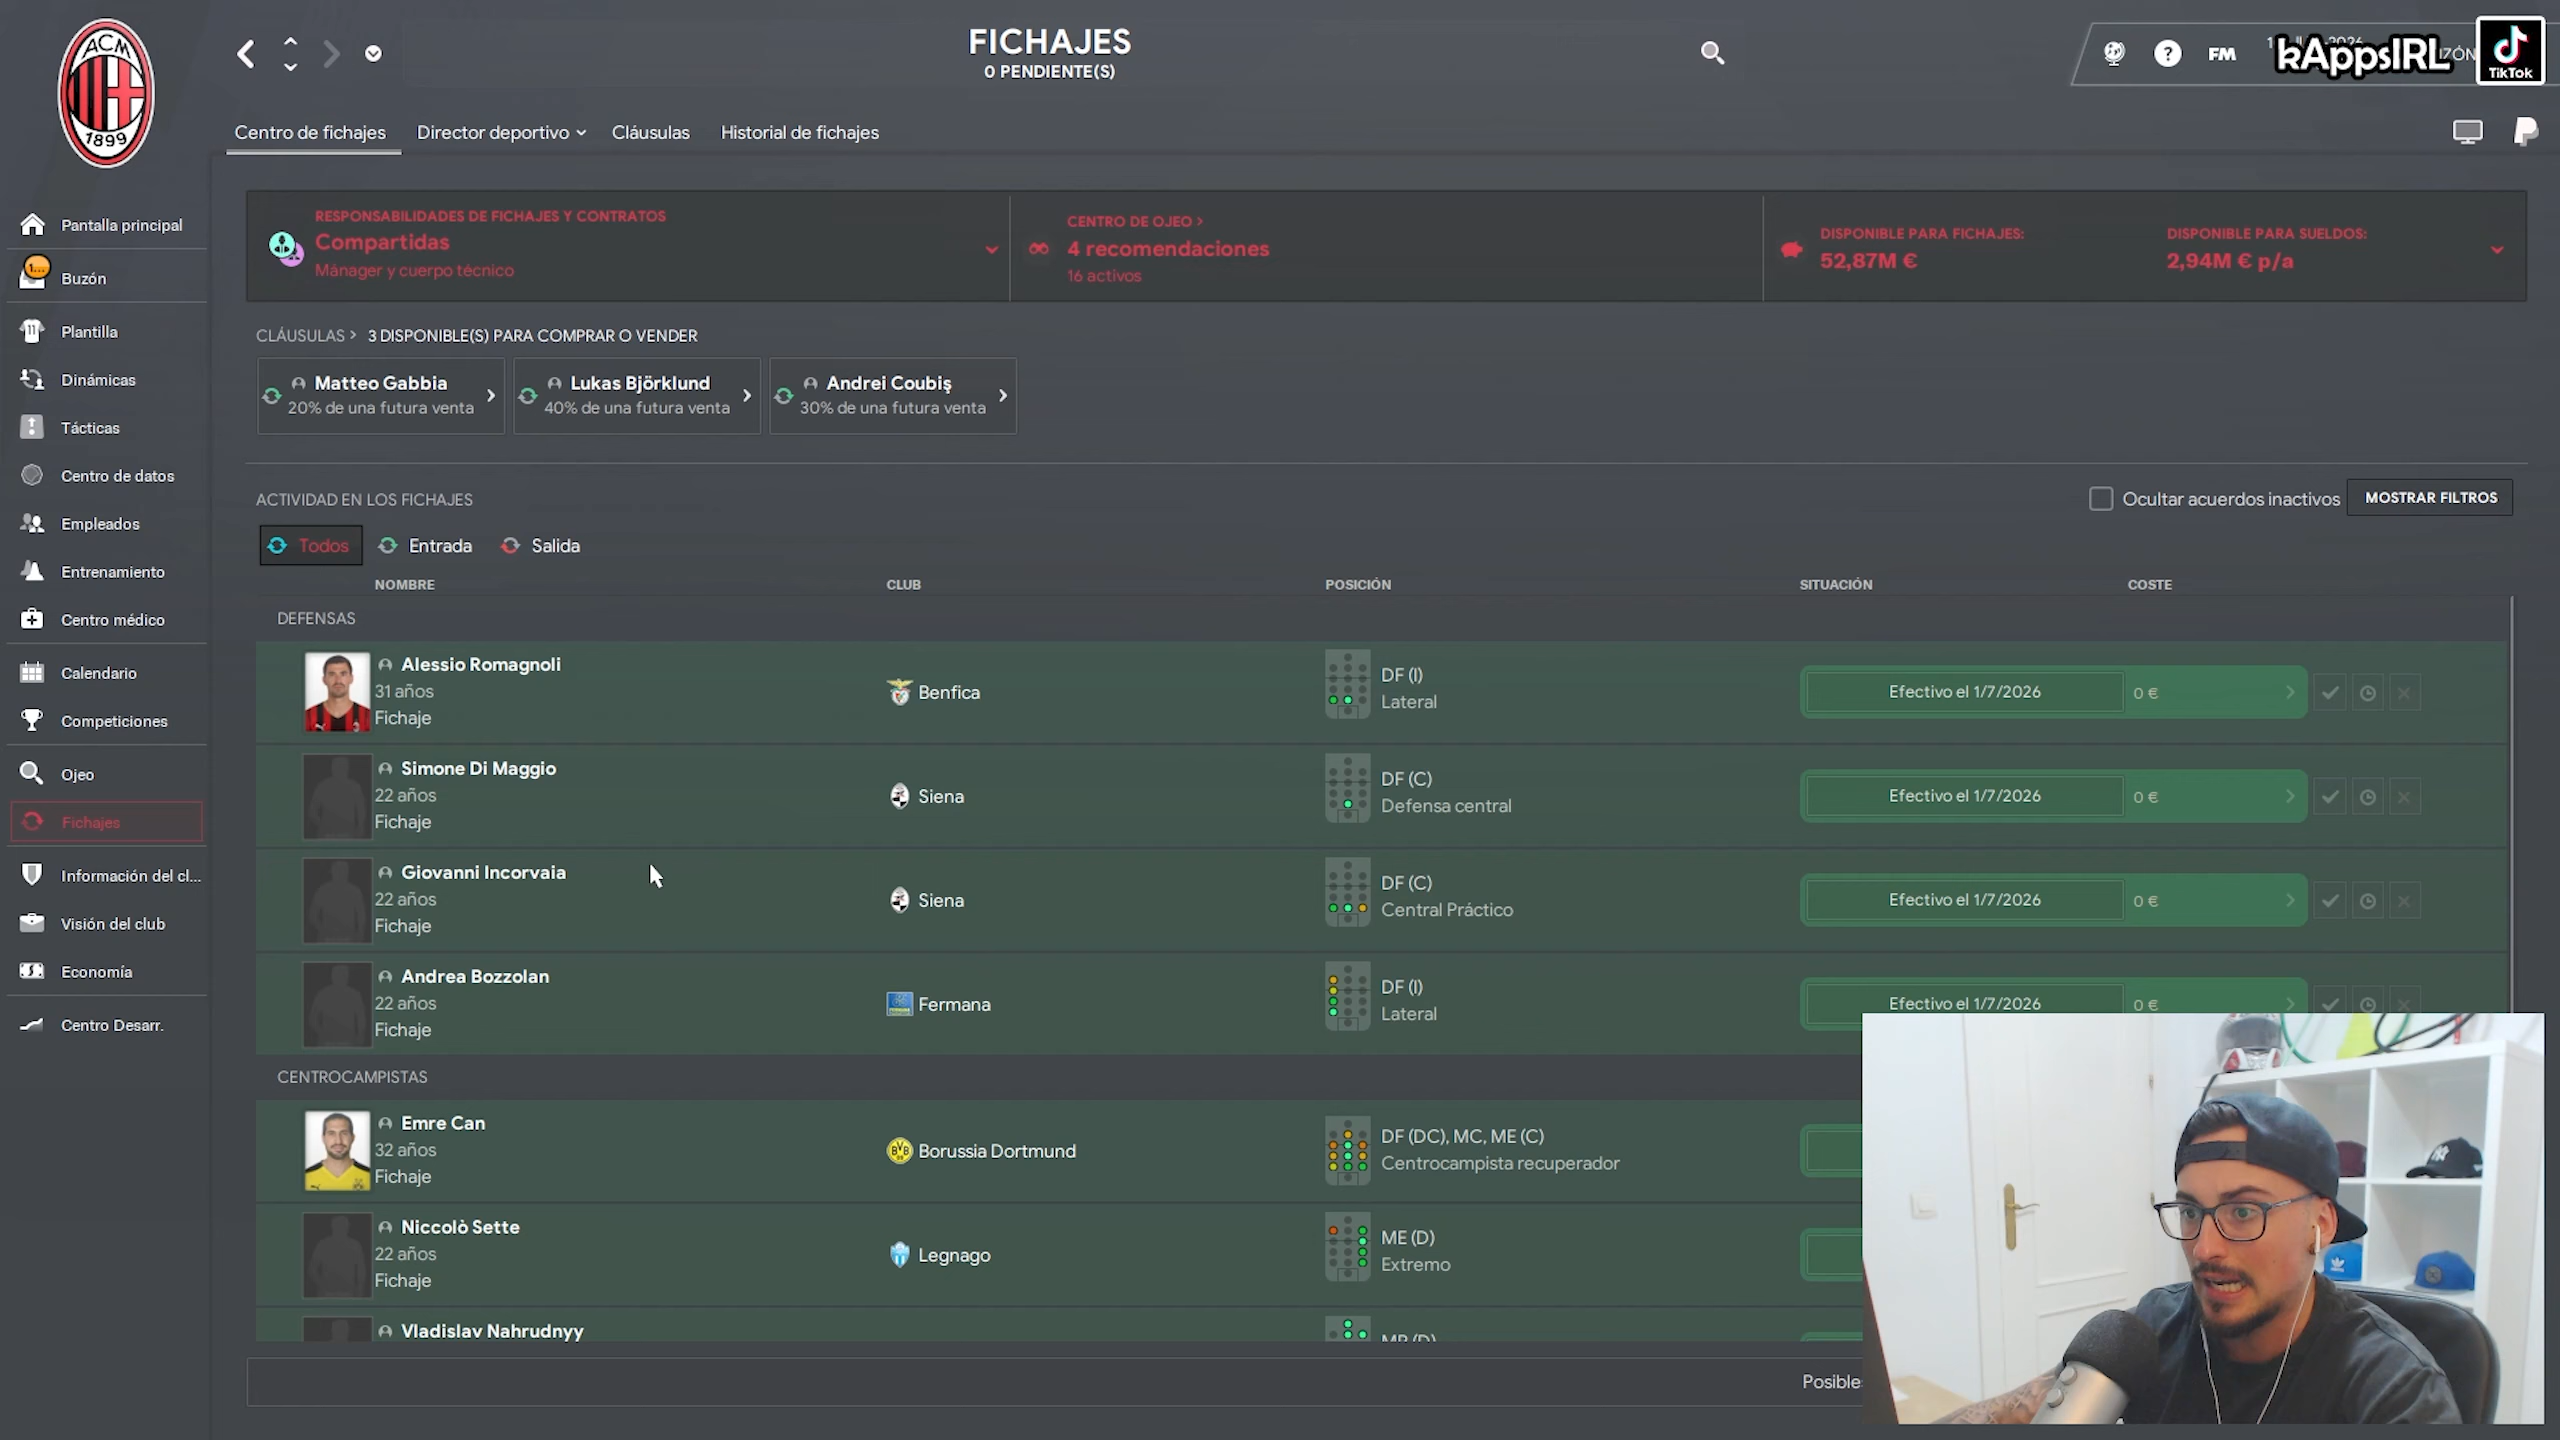 ACM
1899
FICHAJES
0 PENDIENTE(S)
FM
kAppsIRL
TikTok
Centro de fichajes
Director deportivo
Cláusulas
Historial de fichajes
Pantalla principal
Buzón
Plantilla
Dinámicas
Tácticas
Centro de datos
Empleados
Entrenamiento
Centro médico
Calendario
Competiciones
Ojeo
Fichajes
Información del cl...
Visión del club
Economía
Centro Desarr.
RESPONSABILIDADES DE FICHAJES Y CONTRATOS
Compartidas
Mánager y cuerpo técnico
CENTRO DE OJEO >
4 recomendaciones
16 activos
DISPONIBLE PARA FICHAJES:
52,87M €
DISPONIBLE PARA SUELDOS:
2,94M € p/a
CLÁUSULAS > 3 DISPONIBLE(S) PARA COMPRAR O VENDER
Matteo Gabbia
20% de una futura venta
Lukas Björklund
40% de una futura venta
Andrei Coubiş
30% de una futura venta
ACTIVIDAD EN LOS FICHAJES
Ocultar acuerdos inactivos
MOSTRAR FILTROS
Todos
Entrada
Salida
NOMBRE
CLUB
POSICIÓN
SITUACIÓN
COSTE
DEFENSAS
Alessio Romagnoli
31 años
Fichaje
Benfica
DF (I)
Lateral
Efectivo el 1/7/2026
0 €
Simone Di Maggio
22 años
Fichaje
Siena
DF (C)
Defensa central
Efectivo el 1/7/2026
0 €
Giovanni Incorvaia
22 años
Fichaje
Siena
DF (C)
Central Práctico
Efectivo el 1/7/2026
0 €
Andrea Bozzolan
22 años
Fichaje
Fermana
DF (I)
Lateral
Efectivo el 1/7/2026
0 €
CENTROCAMPISTAS
Emre Can
32 años
Fichaje
Borussia Dortmund
DF (DC), MC, ME (C)
Centrocampista recuperador
Niccolò Sette
22 años
Fichaje
Legnago
ME (D)
Extremo
Vladislav Nahrudnyy